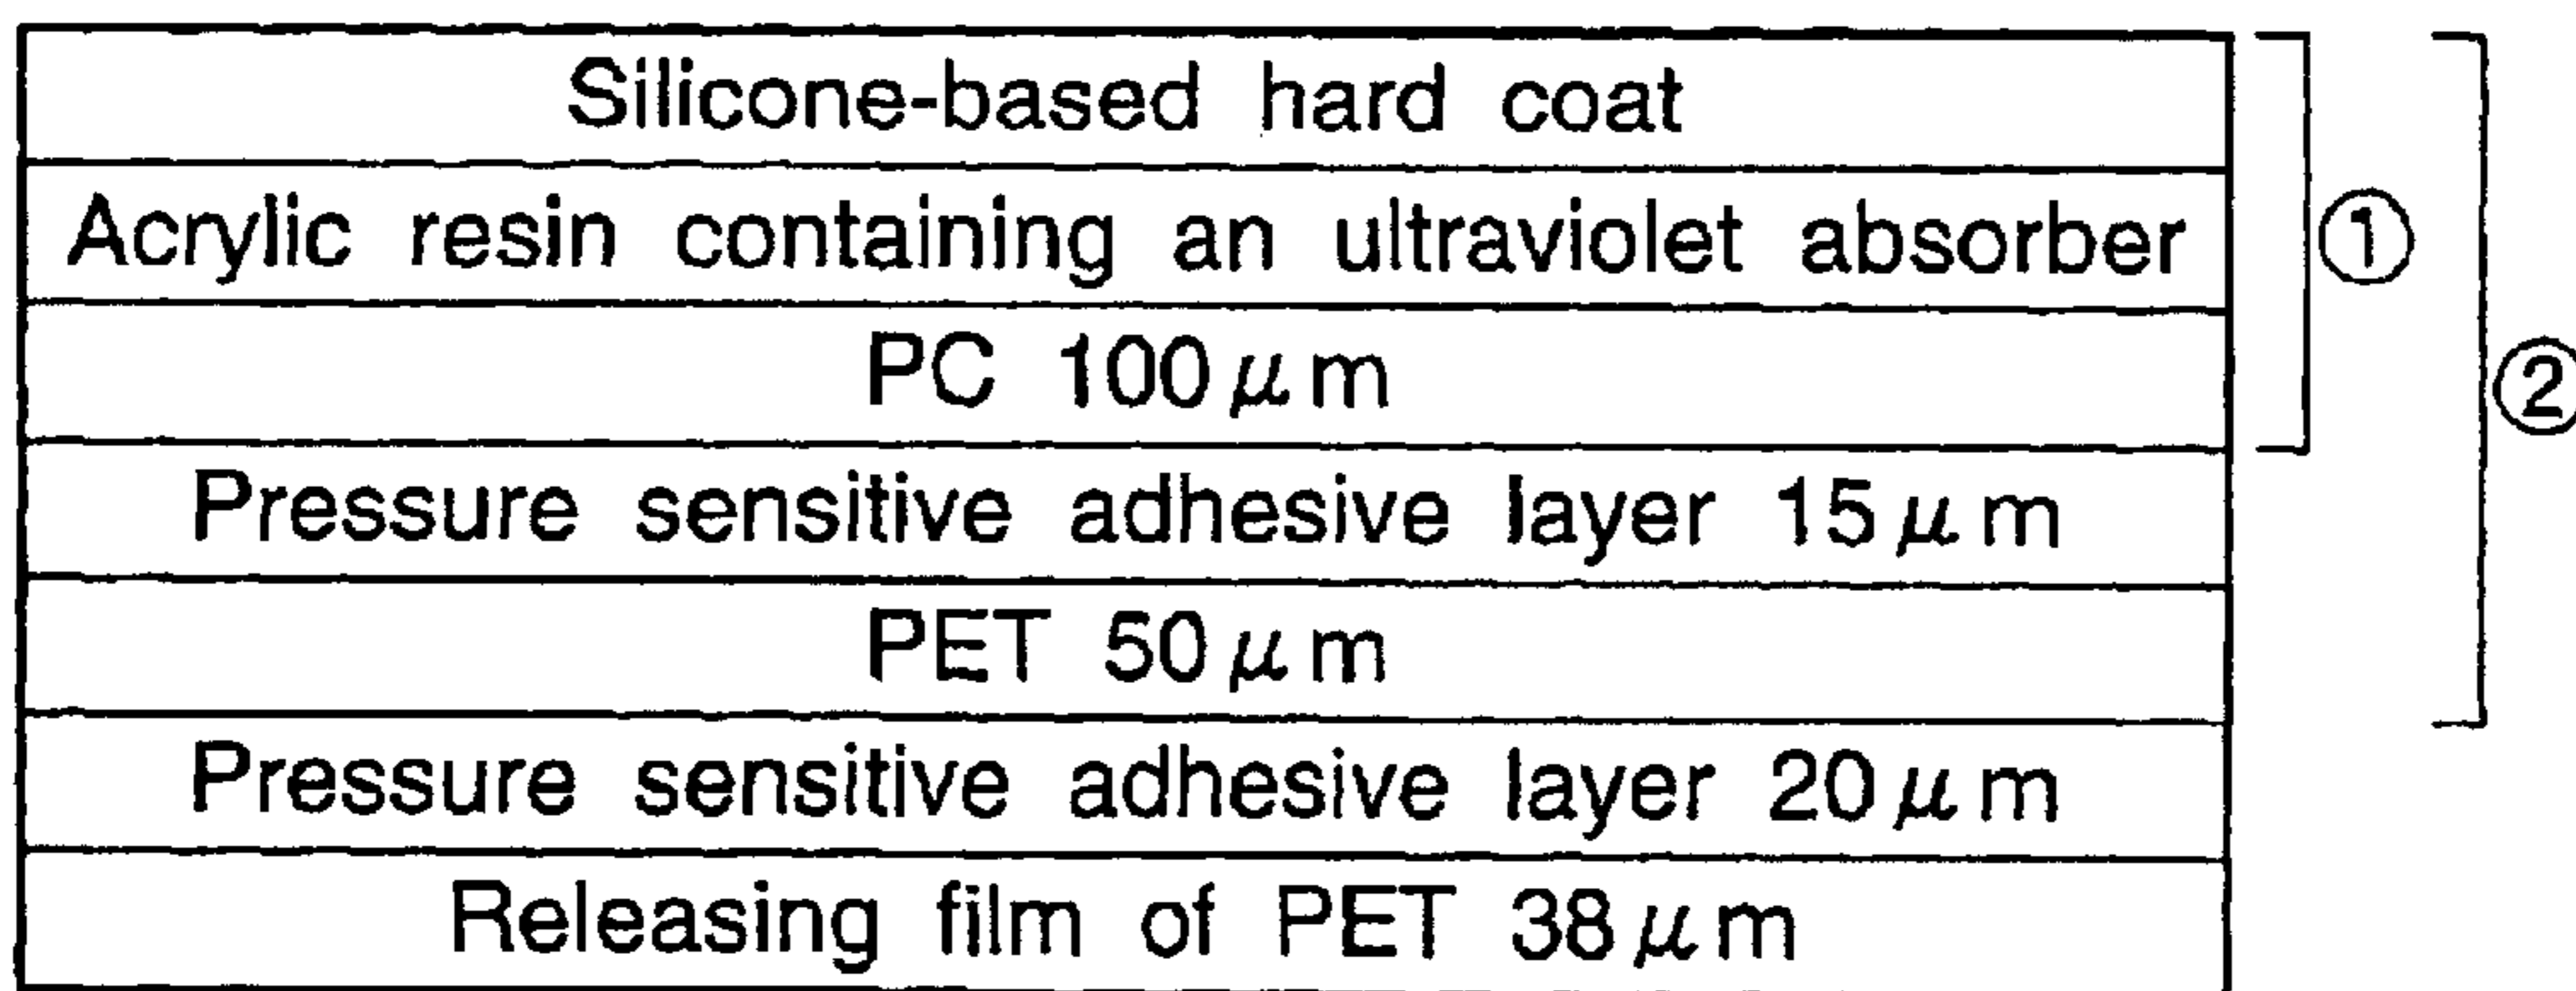 Silicone-based hard coat
Acrylic resin containing an ultraviolet absorber
①
PC 100μm
②
Pressure sensitive adhesive layer 15μm
PET 50μm
Pressure sensitive adhesive layer 20μm
Releasing film of PET 38μm